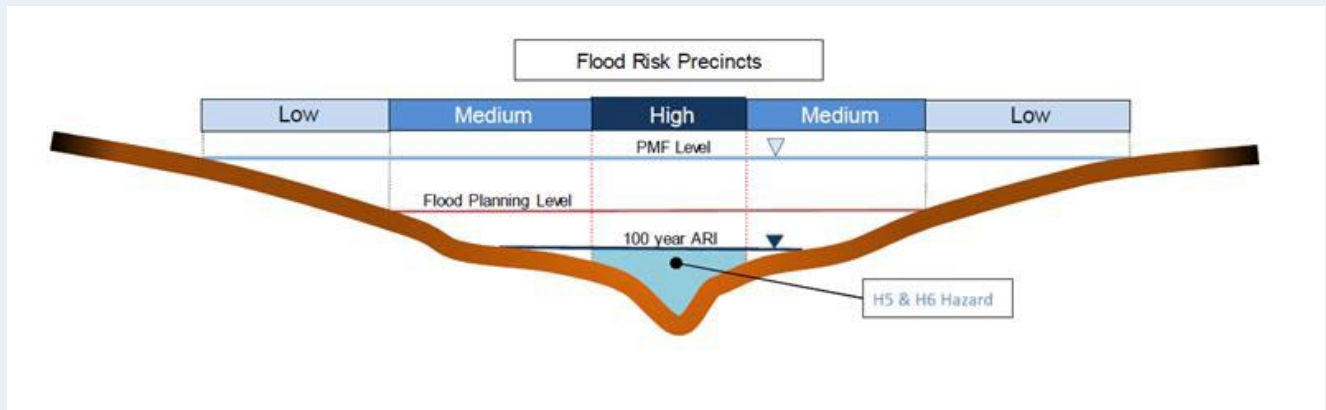 Flood Risk Precincts
Low Medium High Medium Low
PMF Level
Flood Planning Level
100 year ARI
H5 & H6 Hazard